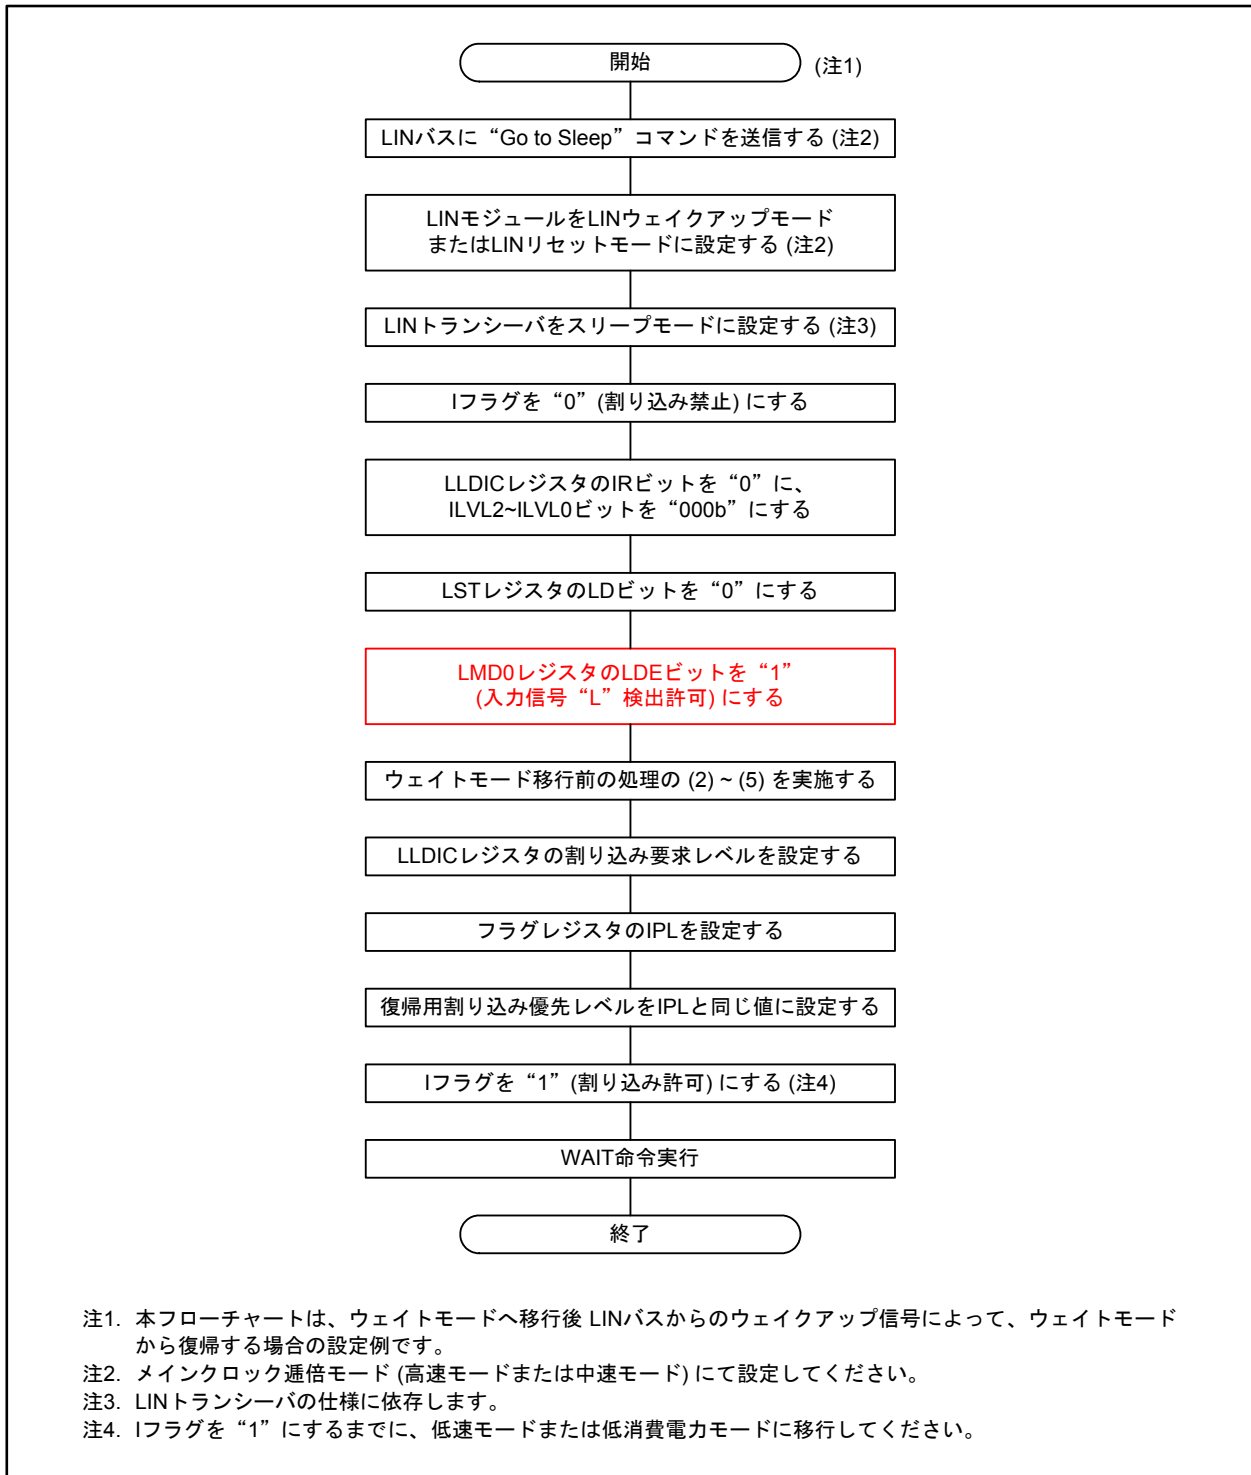 開始
(注1)
LINバスに“Go to Sleep”コマンドを送信する (注2)
LINモジュールをLINウェイクアップモード
またはLINリセットモードに設定する (注2)
LINトランシーバをスリープモードに設定する (注3)
Iフラグを“0”(割り込み禁止) にする
LLDICレジスタのIRビットを“0”に、
ILVL2~ILVL0ビットを“000b”にする
LSTレジスタのLDビットを“0”にする
LMD0レジスタのLDEビットを“1”
(入力信号“L”検出許可) にする
ウェイトモード移行前の処理の (2) ~ (5) を実施する
LLDICレジスタの割り込み要求レベルを設定する
フラグレジスタのIPLを設定する
復帰用割り込み優先レベルをIPLと同じ値に設定する
Iフラグを“1”(割り込み許可) にする (注4)
WAIT命令実行
終了
注1. 本フローチャートは、ウェイトモードへ移行後 LINバスからのウェイクアップ信号によって、ウェイトモード
から復帰する場合の設定例です。
注2. メインクロック逓倍モード (高速モードまたは中速モード) にて設定してください。
注3. LINトランシーバの仕様に依存します。
注4. Iフラグを“1”にするまでに、低速モードまたは低消費電力モードに移行してください。